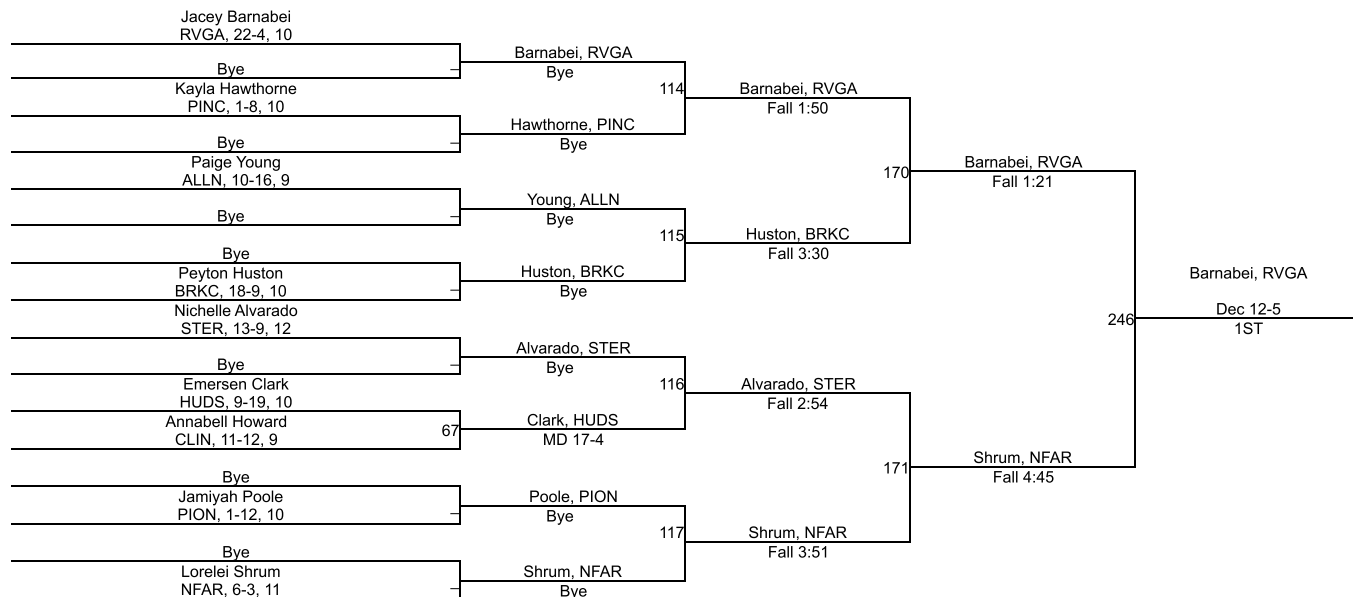 Jacey Barnabei
RVGA, 22-4, 10
Bye
Kayla Hawthorne
PINC, 1-8, 10
Bye
Paige Young
ALLN, 10-16, 9
Bye
Bye
Peyton Huston
BRKC, 18-9, 10
Nichelle Alvarado
STER, 13-9, 12
Bye
Emersen Clark
HUDS, 9-19, 10
Annabell Howard
CLIN, 11-12, 9
67
Bye
Jamiyah Poole
PION, 1-12, 10
Bye
Lorelei Shrum
NFAR, 6-3, 11
Barnabei, RVGA
Bye
114
Hawthorne, PINC
Bye
Young, ALLN
Bye
115
Huston, BRKC
Bye
Alvarado, STER
Bye
116
Clark, HUDS
MD 17-4
Poole, PION
Bye
117
Shrum, NFAR
Bye
Barnabei, RVGA
Fall 1:50
170
Huston, BRKC
Fall 3:30
Alvarado, STER
Fall 2:54
171
Shrum, NFAR
Fall 3:51
Barnabei, RVGA
Fall 1:21
246
Shrum, NFAR
Fall 4:45
Barnabei, RVGA
Dec 12-5
1ST